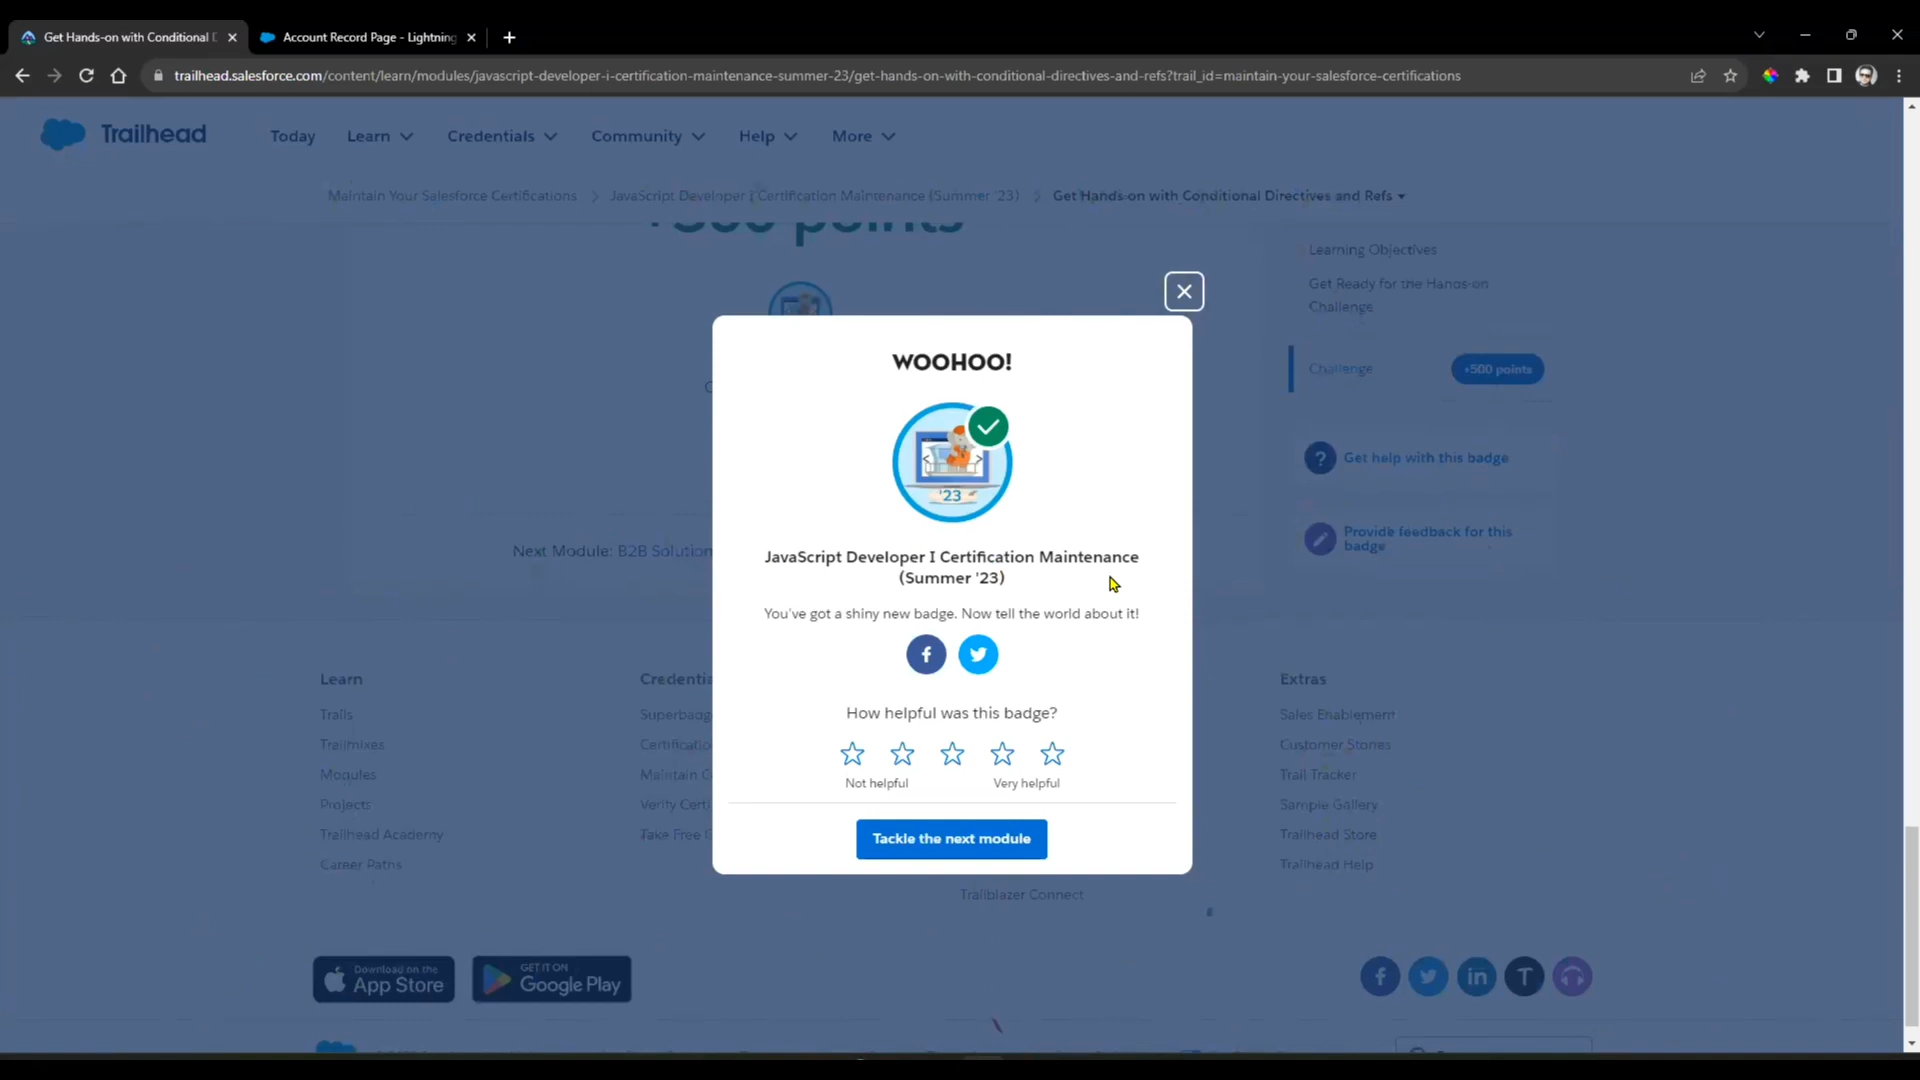 Get Hands-on with Conditional D
Account Record Page - Lightning
trailhead.salesforce.com/content/learn/modules/javascript-developer-i-certification-maintenance-summer-23/get-hands-on-with-conditional-directives-and-refs?trail_id=maintain-your-salesforce-certifications
Trailhead
Today
Learn
Credentials
Community
Help
More
Maintain Your Salesforce Certifications
JavaScript Developer I Certification Maintenance (Summer '23)
Get Hands-on with Conditional Directives and Refs
points
Learning Objectives
Get Ready for the Hands-on
Challenge
Challenge
+500 points
Get help with this badge
Provide feedback for this
badge
WOOHOO!
'23
JavaScript Developer I Certification Maintenance
(Summer '23)
You've got a shiny new badge. Now tell the world about it!
How helpful was this badge?
Not helpful
Very helpful
Tackle the next module
Next Module: B2B Solution
Learn
Trails
Trailmixes
Modules
Projects
Trailhead Academy
Career Paths
Credentia
Superbadg
Certificatio
Maintain C
Verify Certi
Take Free C
Trailblazer Connect
Extras
Sales Enablement
Customer Stories
Trail Tracker
Sample Gallery
Trailhead Store
Trailhead Help
Download on the
App Store
GET IT ON
Google Play